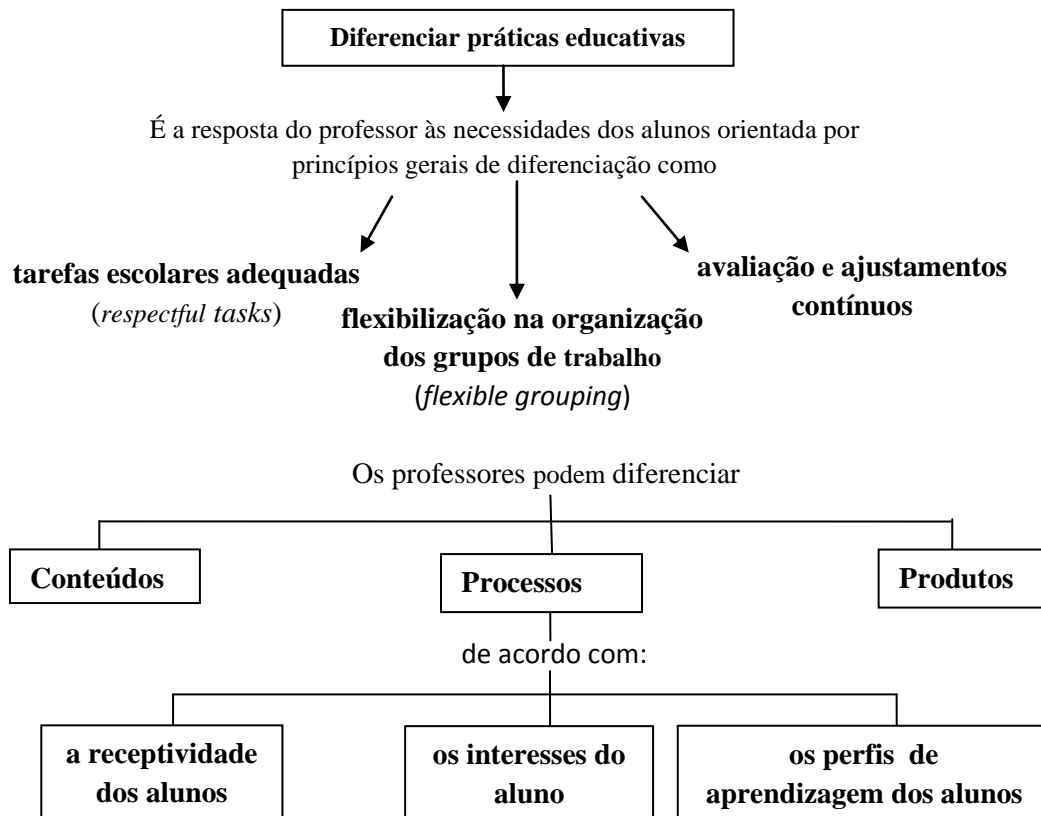 Diferenciar práticas educativas
É a resposta do professor às necessidades dos alunos orientada por
princípios gerais de diferenciação como
tarefas escolares adequadas
(respectful tasks)
flexibilização na organização
dos grupos de trabalho
(flexible grouping)
avaliação e ajustamentos
contínuos
Os professores podem diferenciar
Conteúdos
Processos
Produtos
de acordo com:
a receptividade
dos alunos
os interesses do
aluno
os perfis de
aprendizagem dos alunos